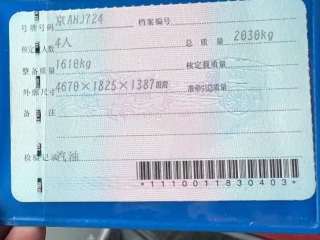 号牌号码 京AHJ724 档案编号
核定人数 4人 总质量 2030kg
整备质量 1610kg 核定载质量
外廓尺寸 4670×1825×1387mm 准牵引总质量
备注
检验记录 汽油
*1110011830403*